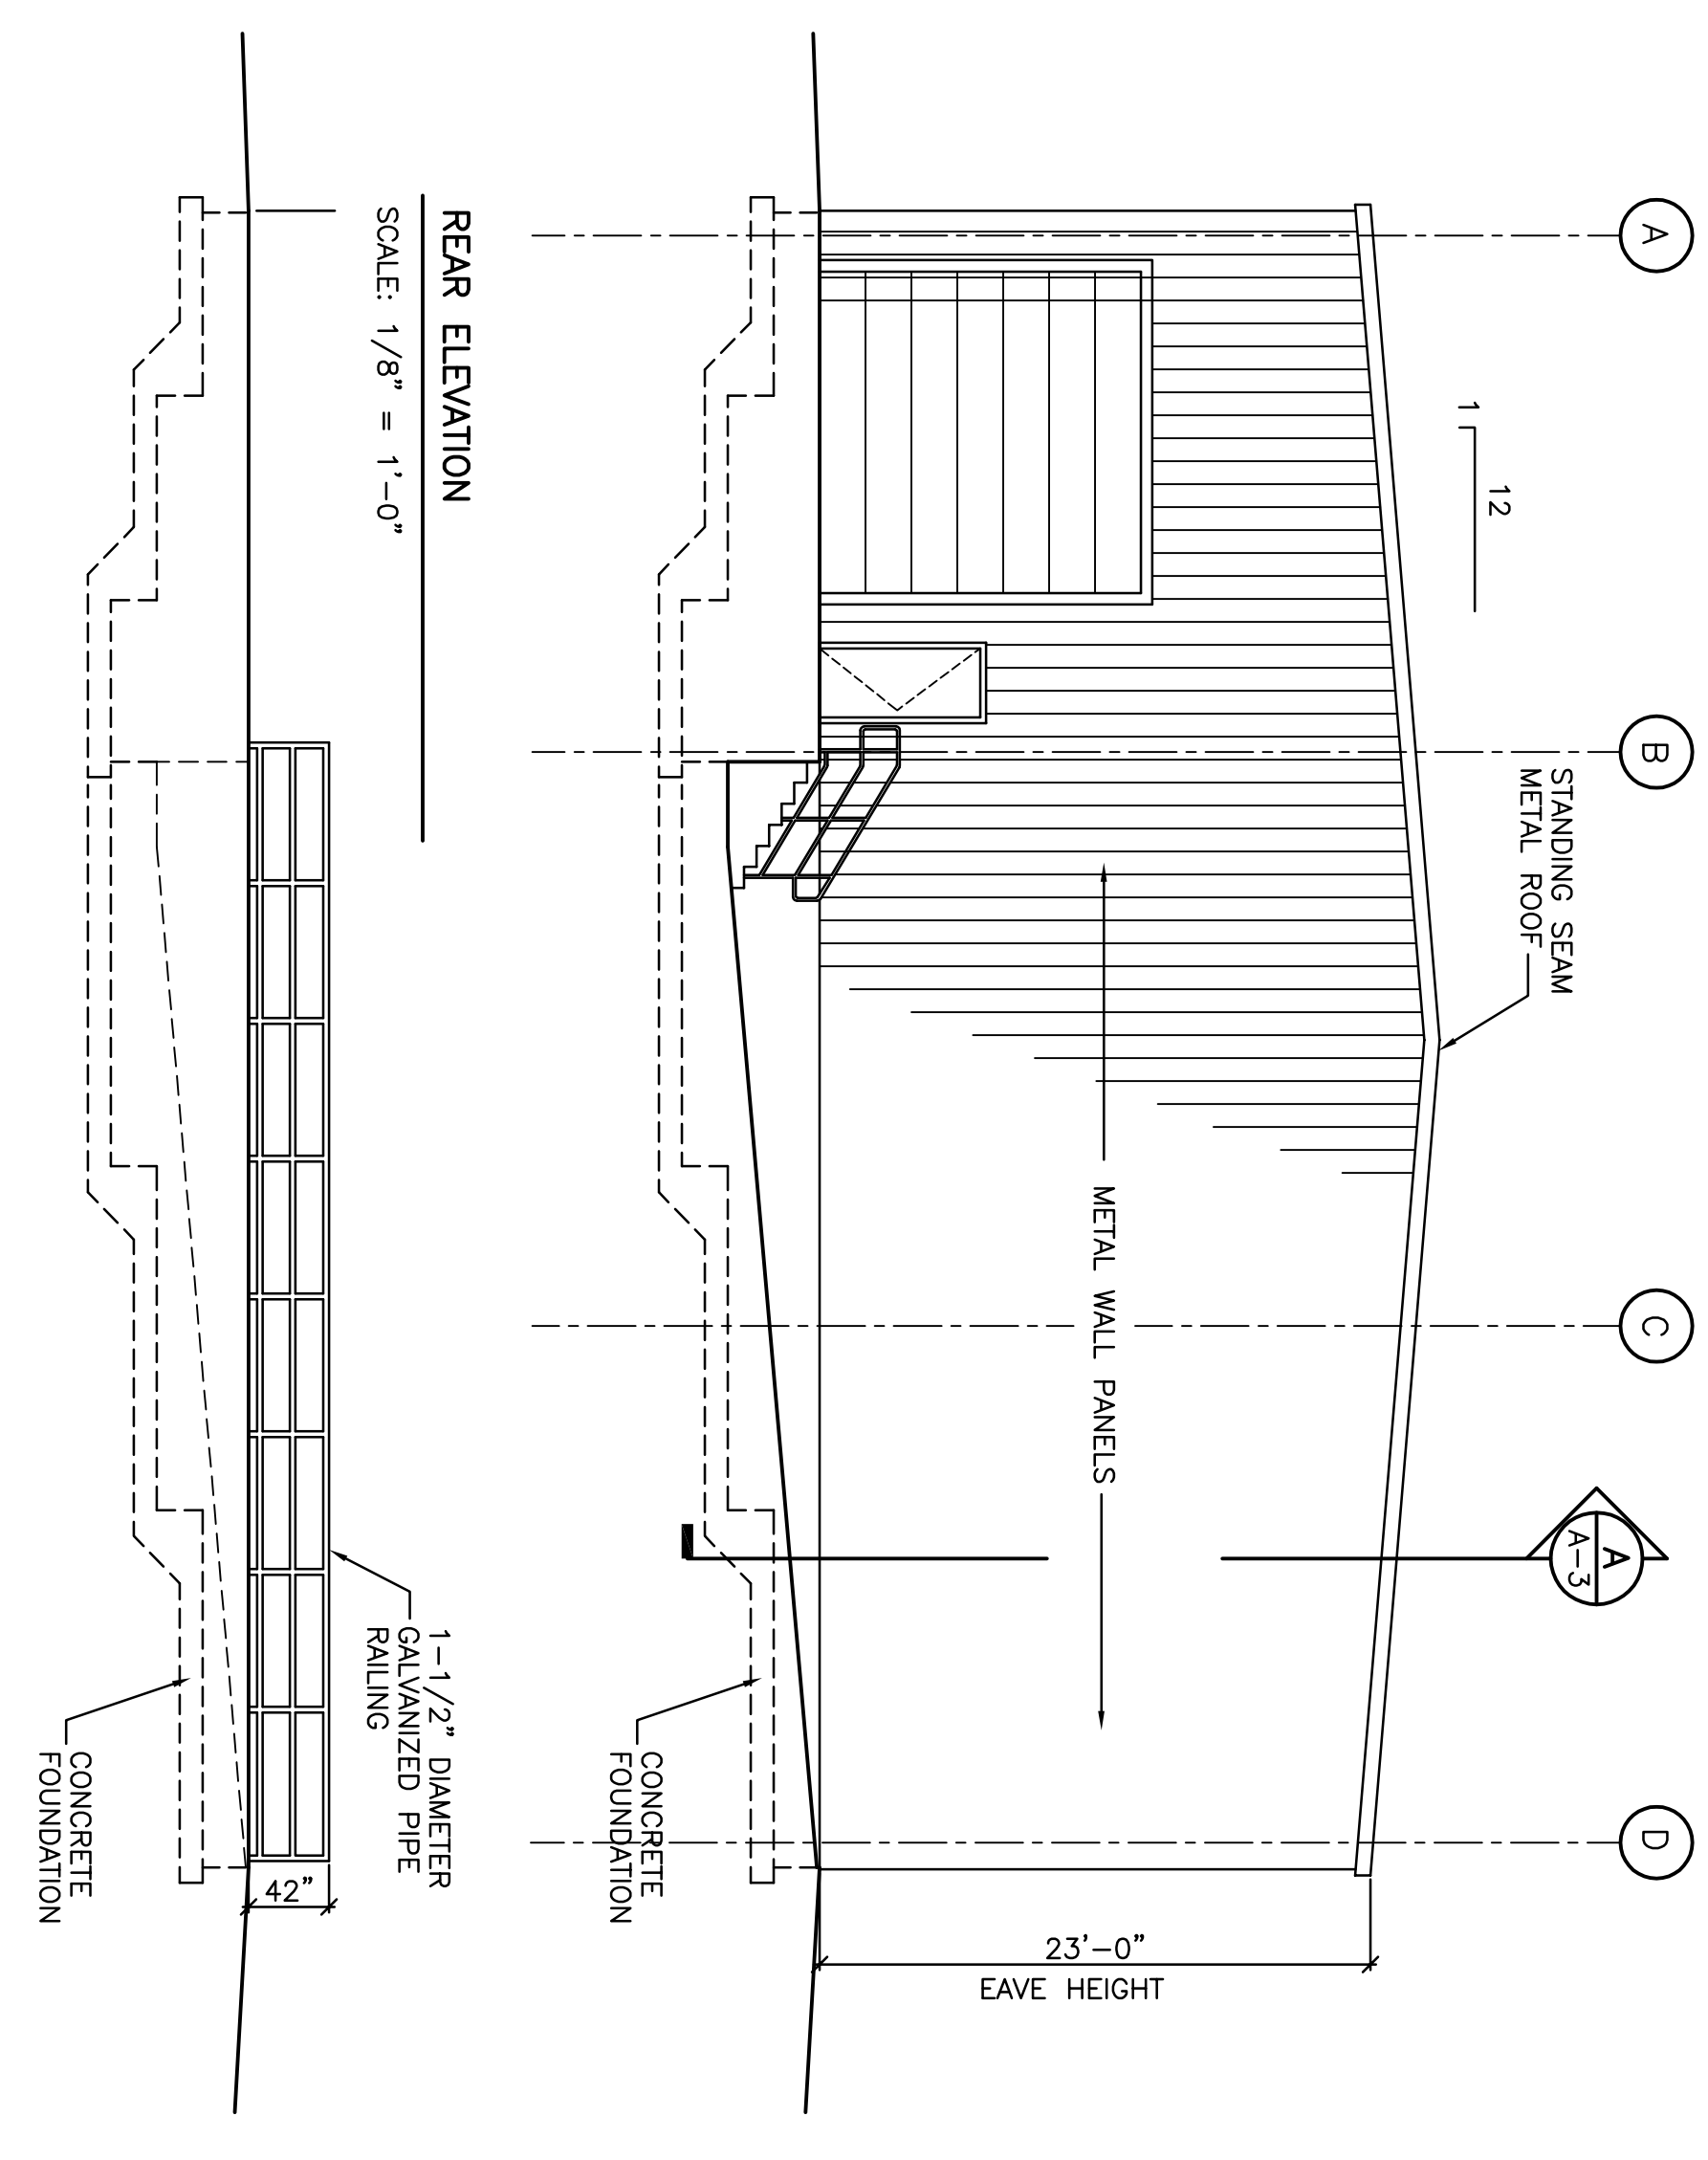 A
B
C
D
1
12
STANDING SEAM
METAL ROOF
A
A-3
METAL WALL PANELS
23'-0"
EAVE HEIGHT
CONCRETE
FOUNDATION
REAR ELEVATION
SCALE: 1/8" = 1'-0"
1-1/2" DIAMETER
GALVANIZED PIPE
RAILING
42"
CONCRETE
FOUNDATION